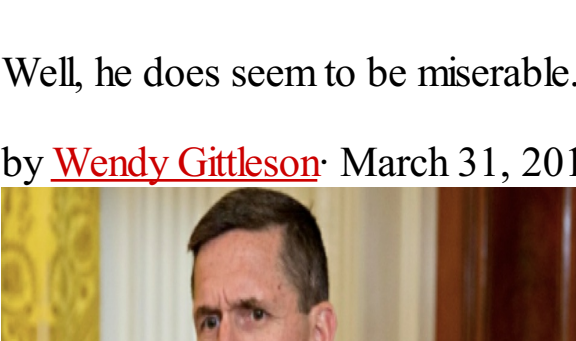 Well, he does seem to be miserable.
by Wendy Gittleson· March 31, 201